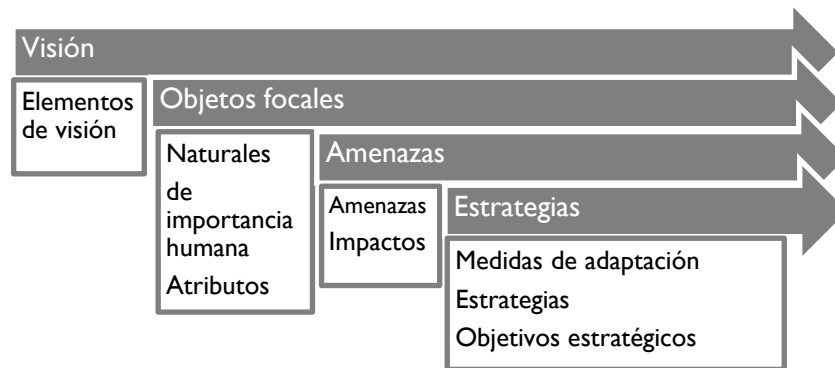 Visión
Elementos
de visión
Objetos focales
Naturales
de
importancia
humana
Atributos
Amenazas
Amenazas
Impactos
Estrategias
Medidas de adaptación
Estrategias
Objetivos estratégicos